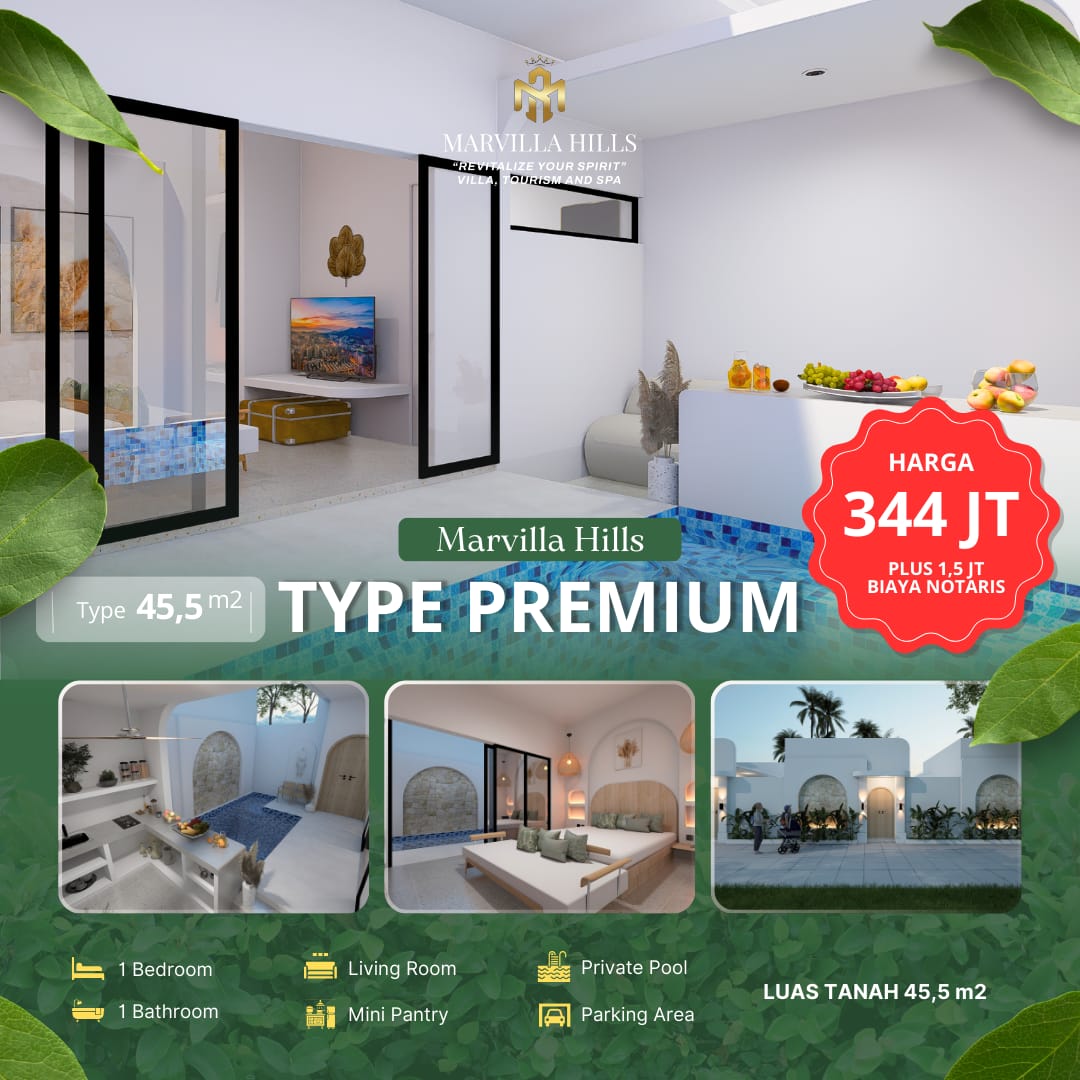 MARVILLA HILLS
“REVITALIZE YOUR SPIRIT”
VILLA, TOURISM AND SPA
HARGA
344 JT
PLUS 1,5 JT
BIAYA NOTARIS
Marvilla Hills
Type 45,5 m2
TYPE PREMIUM
1 Bedroom
1 Bathroom
Living Room
Mini Pantry
Private Pool
Parking Area
LUAS TANAH 45,5 m2